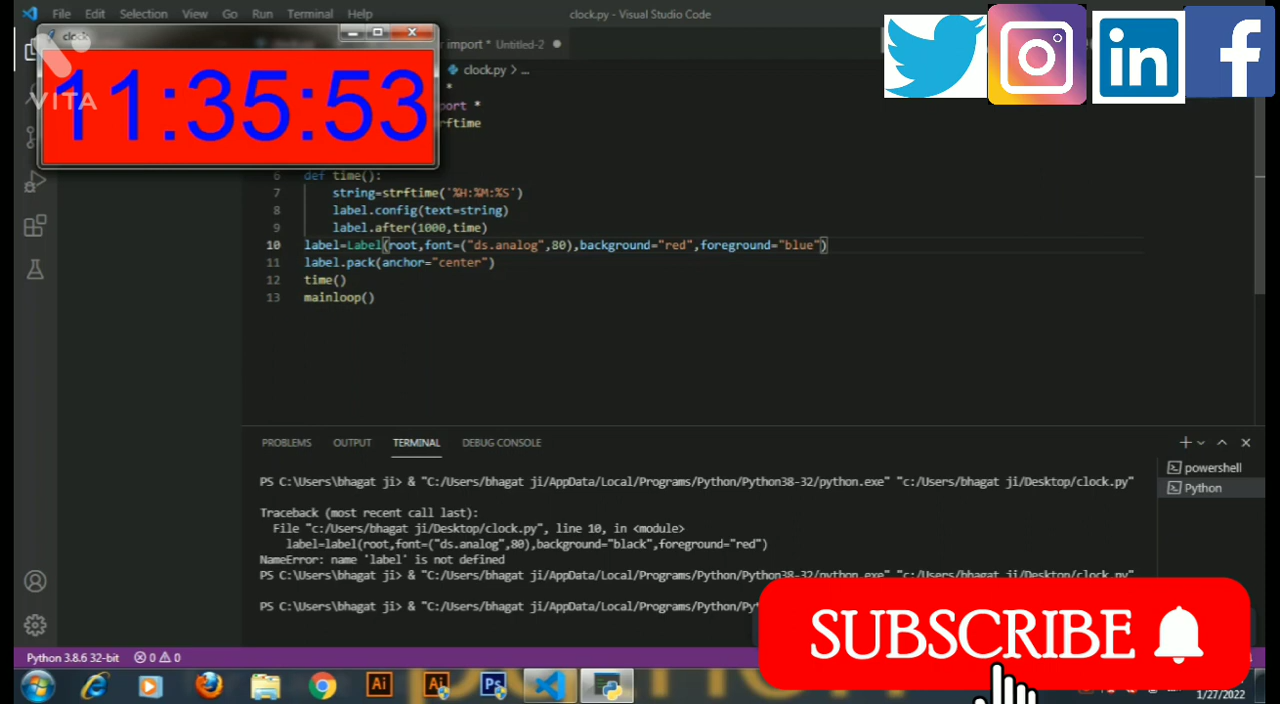 File Edit Selection View Go Run Terminal Help
clock.py - Visual Studio Code
clock
VITA
11:35:53
import * Untitled-2
clock.py > ...
*
port *
rftime
6 def time():
7 string=strftime('%H:%M:%S')
8 label.config(text=string)
9 label.after(1000,time)
10 label=Label(root,font=("ds.analog",80),background="red",foreground="blue")
11 label.pack(anchor="center")
12 time()
13 mainloop()
in
f
PROBLEMS OUTPUT TERMINAL DEBUG CONSOLE
powershell
Python
PS C:\Users\bhagat ji> & "C:/Users/bhagat ji/AppData/Local/Programs/Python/Python38-32/python.exe" "c:/Users/bhagat ji/Desktop/clock.py"
Traceback (most recent call last):
File "c:/Users/bhagat ji/Desktop/clock.py", line 10, in <module>
label=label(root,font=("ds.analog",80),background="black",foreground="red")
NameError: name 'label' is not defined
PS C:\Users\bhagat ji> & "C:/Users/bhagat ji/AppData/Local/Programs/Python/Python38-32/python.exe" "c:/Users/bhagat ji/Desktop/clock.py"
PS C:\Users\bhagat ji> & "C:/Users/bhagat ji/AppData/Local/Programs/Python/Py
SUBSCRIBE
Python 3.8.6 32-bit 0 0
Ai Ai Ps
1/27/2022